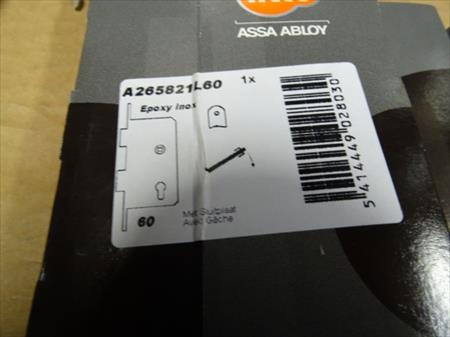 ASSA ABLOY
A265821L60 1x
Epoxy inox
60
Met Sluitplaat
Avec Gâche
5 414449 028030